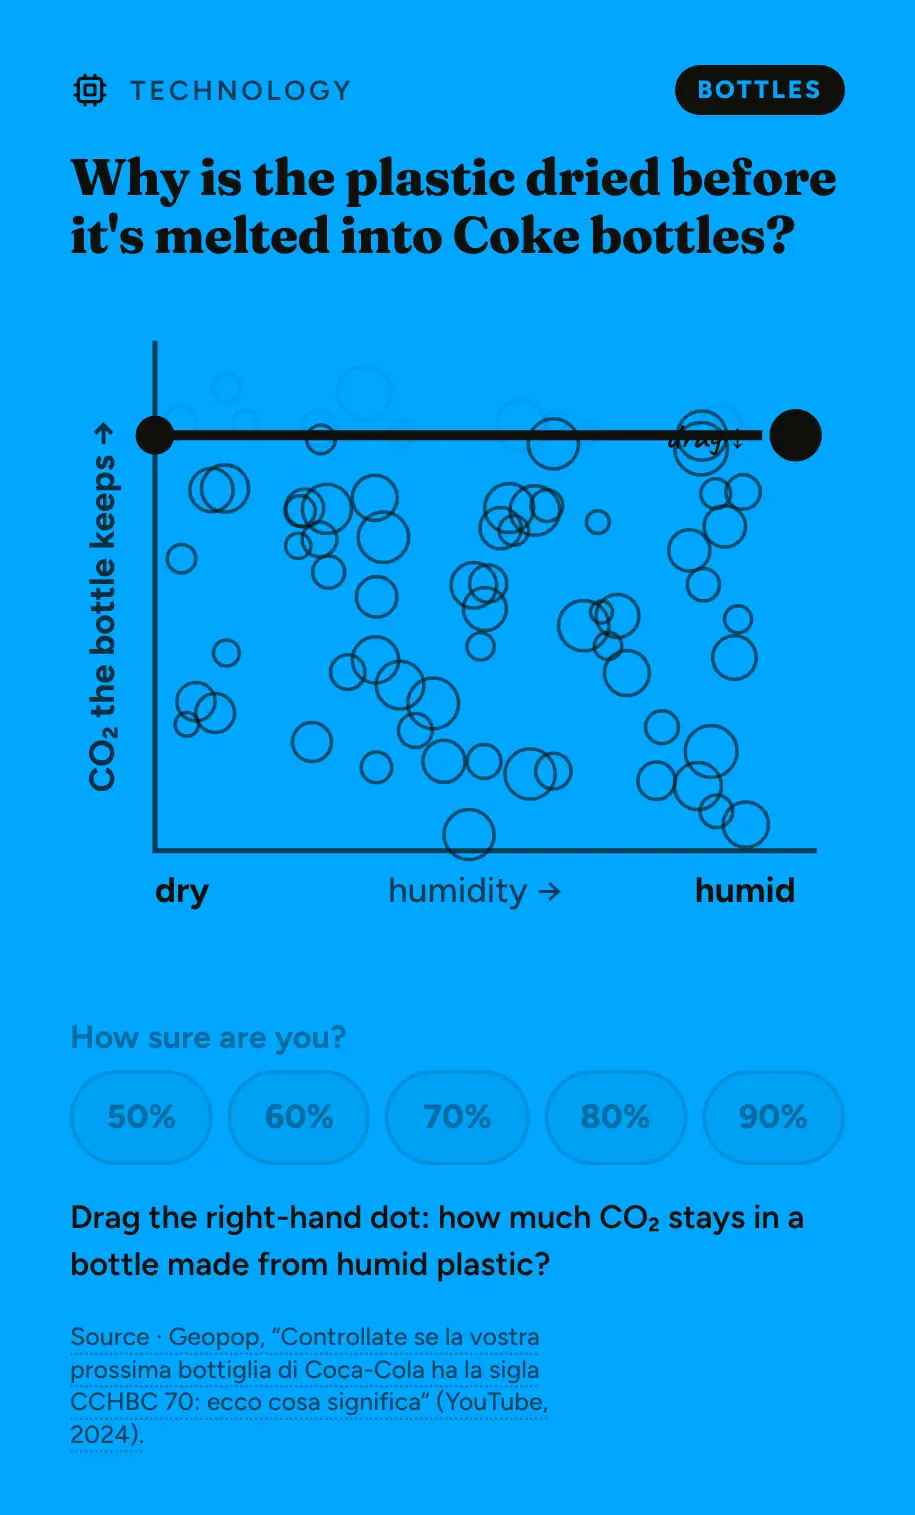 TECHNOLOGY
BOTTLES
Why is the plastic dried before
it's melted into Coke bottles?
CO₂ the bottle keeps →
drag ↕
dry
humidity →
humid
How sure are you?
50%
60%
70%
80%
90%
Drag the right-hand dot: how much CO₂ stays in a
bottle made from humid plastic?
Source · Geopop, “Controllate se la vostra
prossima bottiglia di Coca-Cola ha la sigla
CCHBC 70: ecco cosa significa” (YouTube,
2024).